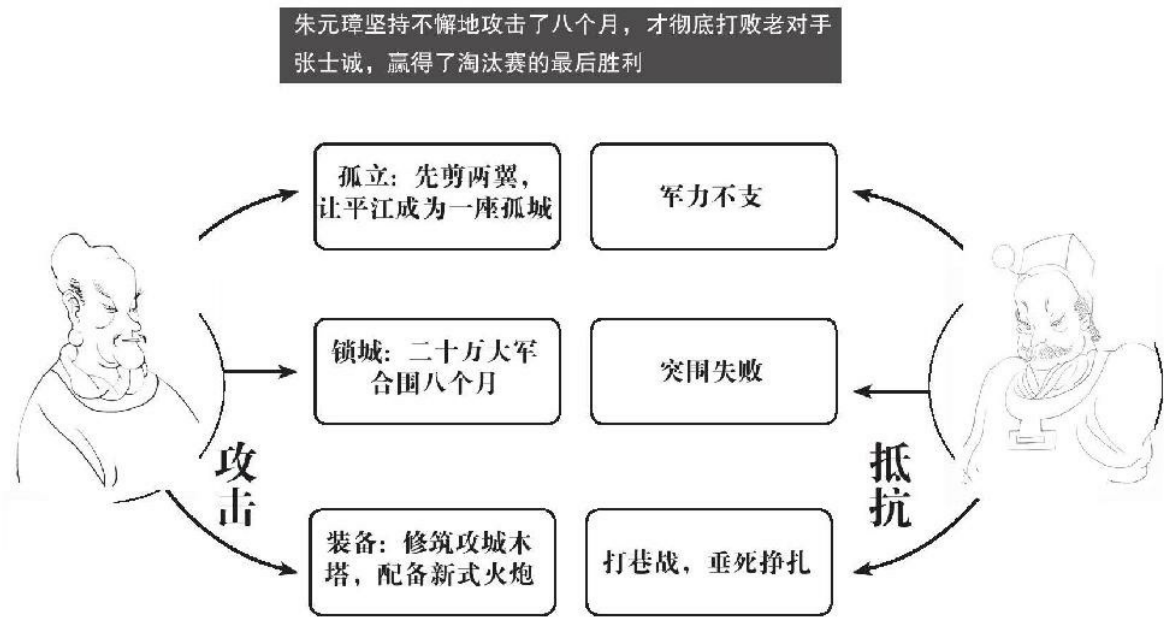 朱元璋坚持不懈地攻击了八个月，才彻底打败老对手
张士诚，赢得了淘汰赛的最后胜利
孤立：先剪两翼，
让平江成为一座孤城
军力不支
锁城：二十万大军
合围八个月
突围失败
攻击
抵抗
装备：修筑攻城木
塔，配备新式火炮
打巷战，垂死挣扎